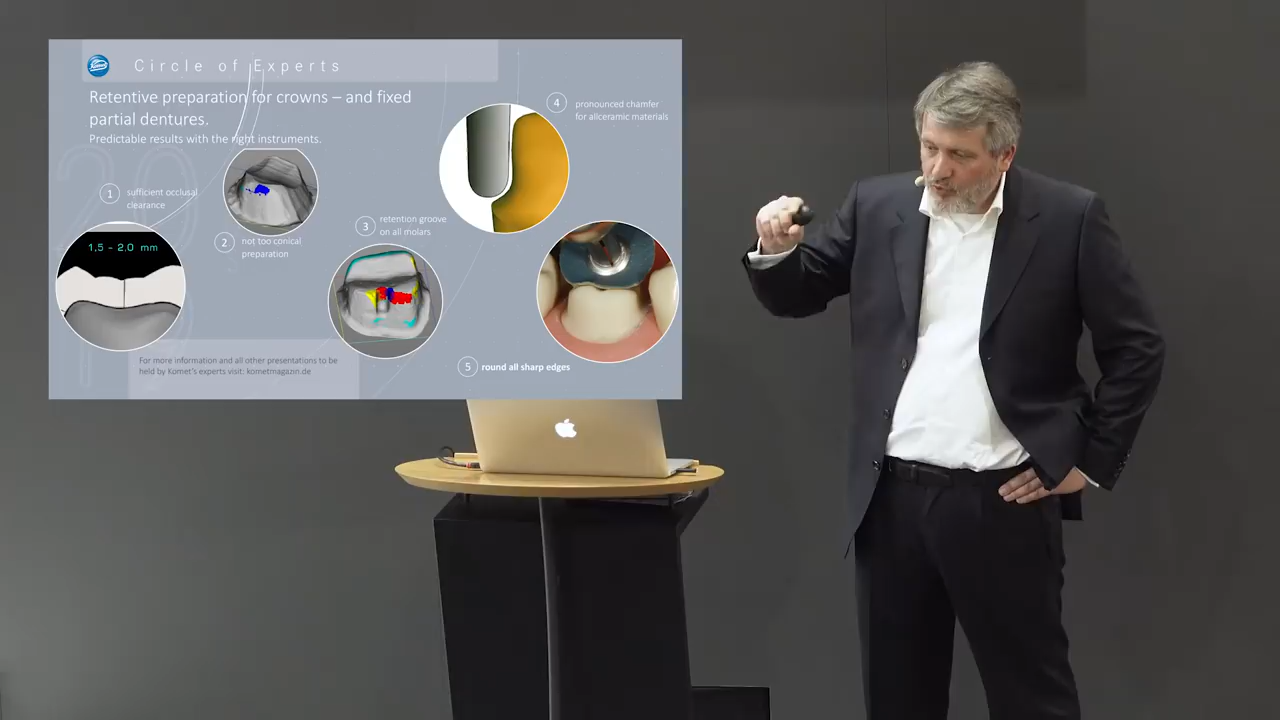 Komet
Circle of Experts
Retentive preparation for crowns – and fixed
partial dentures.
Predictable results with the right instruments.
1
sufficient occlusal
clearance
1,5 - 2.0 mm
2
not too conical
preparation
3
retention groove
on all molars
4
pronounced chamfer
for allceramic materials
5
round all sharp edges
For more information and all other presentations to be
held by Komet's experts visit: kometmagazin.de